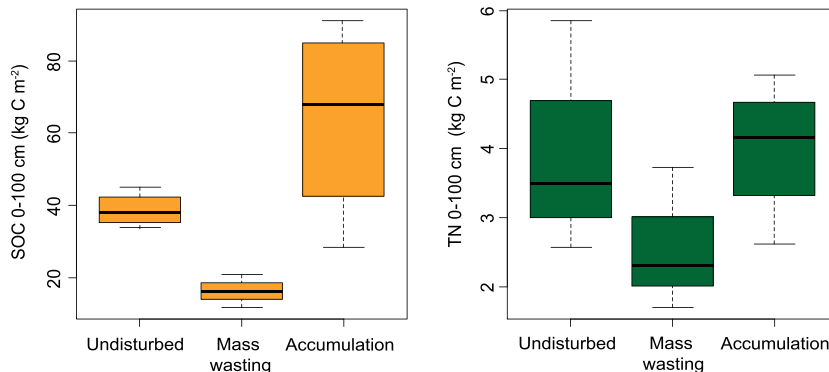 SOC 0-100 cm (kg C m⁻²)
80
60
40
20
Undisturbed
Mass
wasting
Accumulation
TN 0-100 cm (kg C m⁻²)
6
5
4
3
2
Undisturbed
Mass
wasting
Accumulation